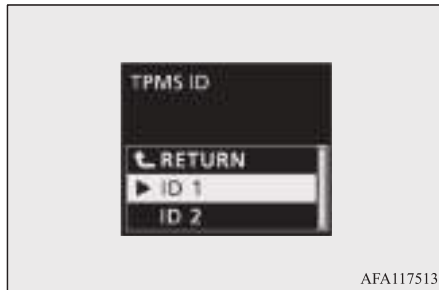 TPMS ID
RETURN
ID 1
ID 2
AFA117513